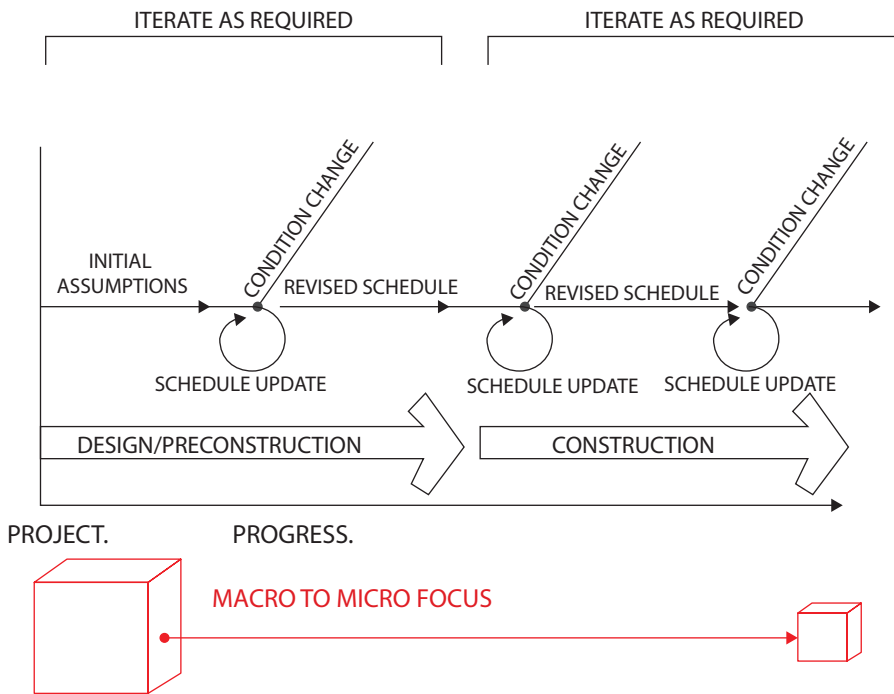 ITERATE AS REQUIRED
ITERATE AS REQUIRED
CONDITION CHANGE
CONDITION CHANGE
CONDITION CHANGE
INITIAL
ASSUMPTIONS
REVISED SCHEDULE
REVISED SCHEDULE
SCHEDULE UPDATE
SCHEDULE UPDATE
SCHEDULE UPDATE
DESIGN/PRECONSTRUCTION
CONSTRUCTION
PROJECT.
PROGRESS.
MACRO TO MICRO FOCUS